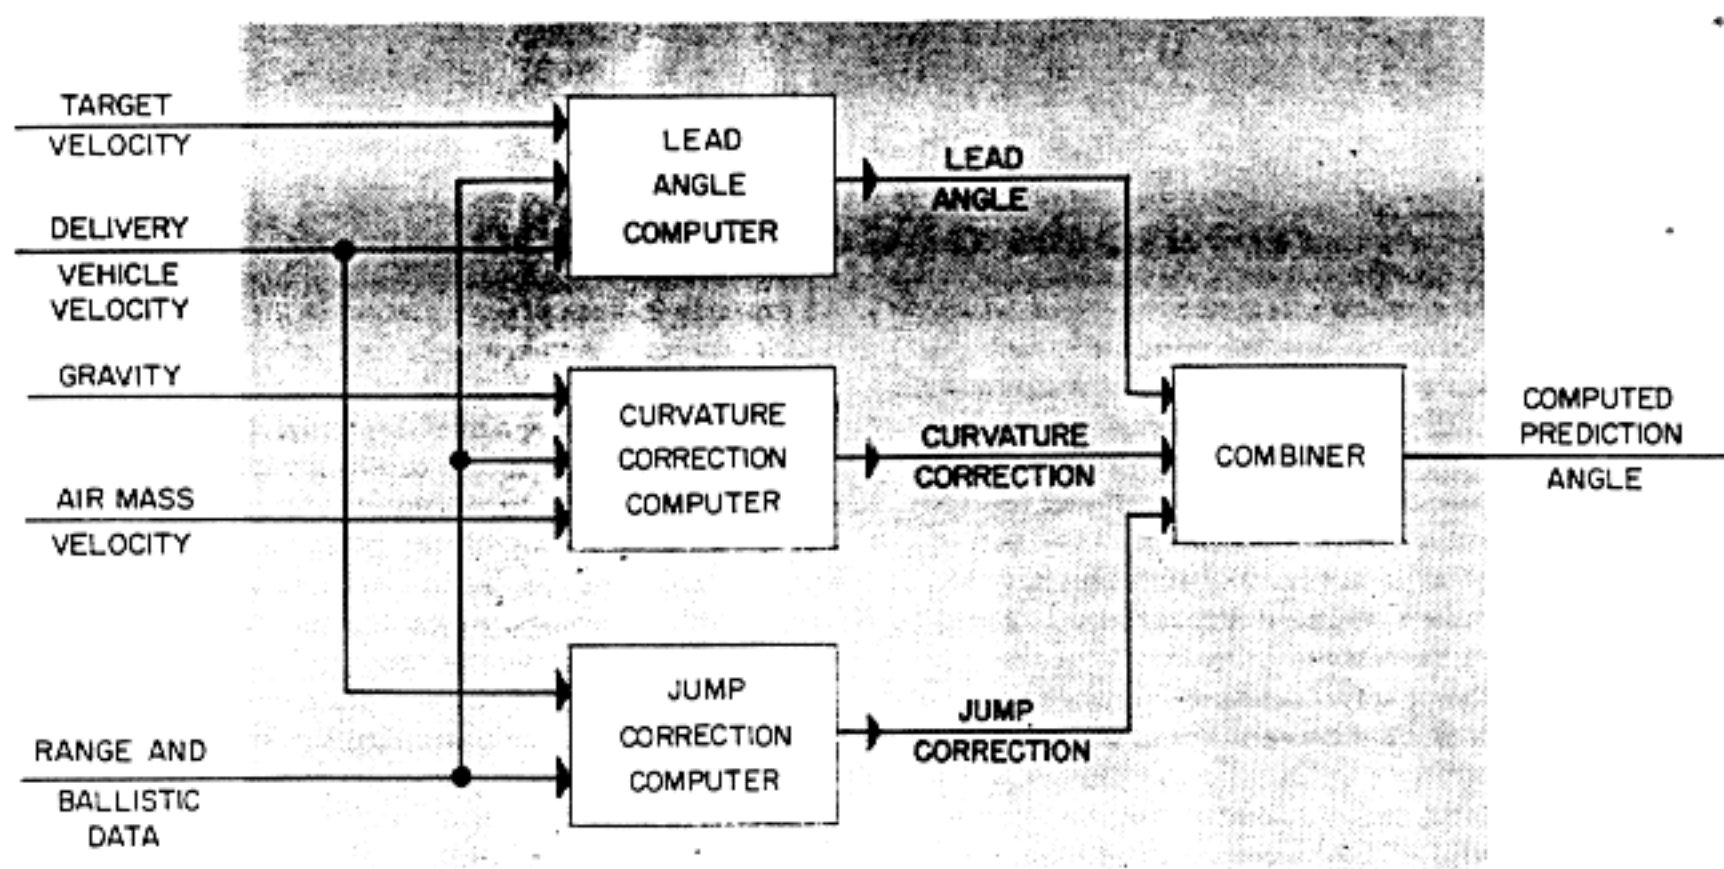 TARGET
VELOCITY
DELIVERY
VEHICLE
VELOCITY
GRAVITY
AIR MASS
VELOCITY
RANGE AND
BALLISTIC
DATA
LEAD
ANGLE
COMPUTER
CURVATURE
CORRECTION
COMPUTER
JUMP
CORRECTION
COMPUTER
LEAD
ANGLE
CURVATURE
CORRECTION
JUMP
CORRECTION
COMBINER
COMPUTED
PREDICTION
ANGLE